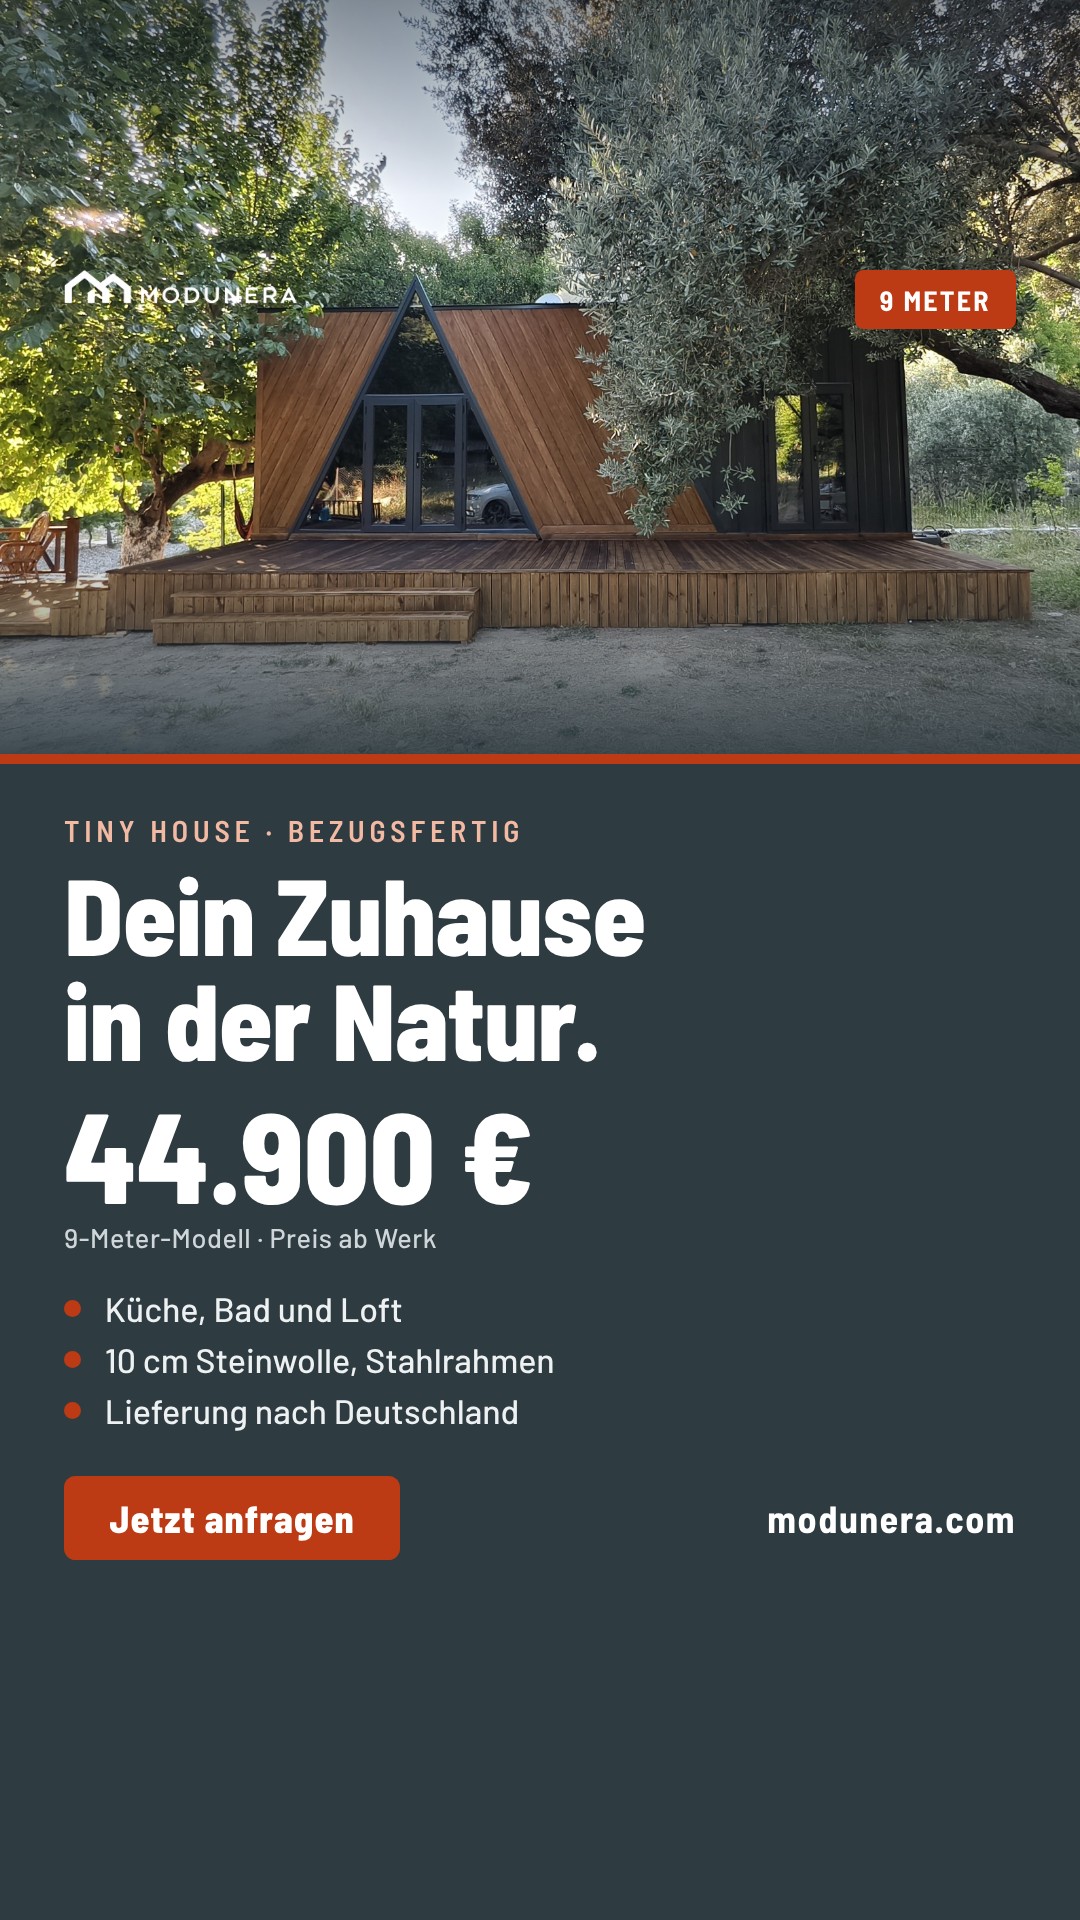 MODUNERA
9 METER
TINY HOUSE · BEZUGSFERTIG
Dein Zuhause
in der Natur.
44.900 €
9-Meter-Modell · Preis ab Werk
Küche, Bad und Loft
10 cm Steinwolle, Stahlrahmen
Lieferung nach Deutschland
Jetzt anfragen
modunera.com